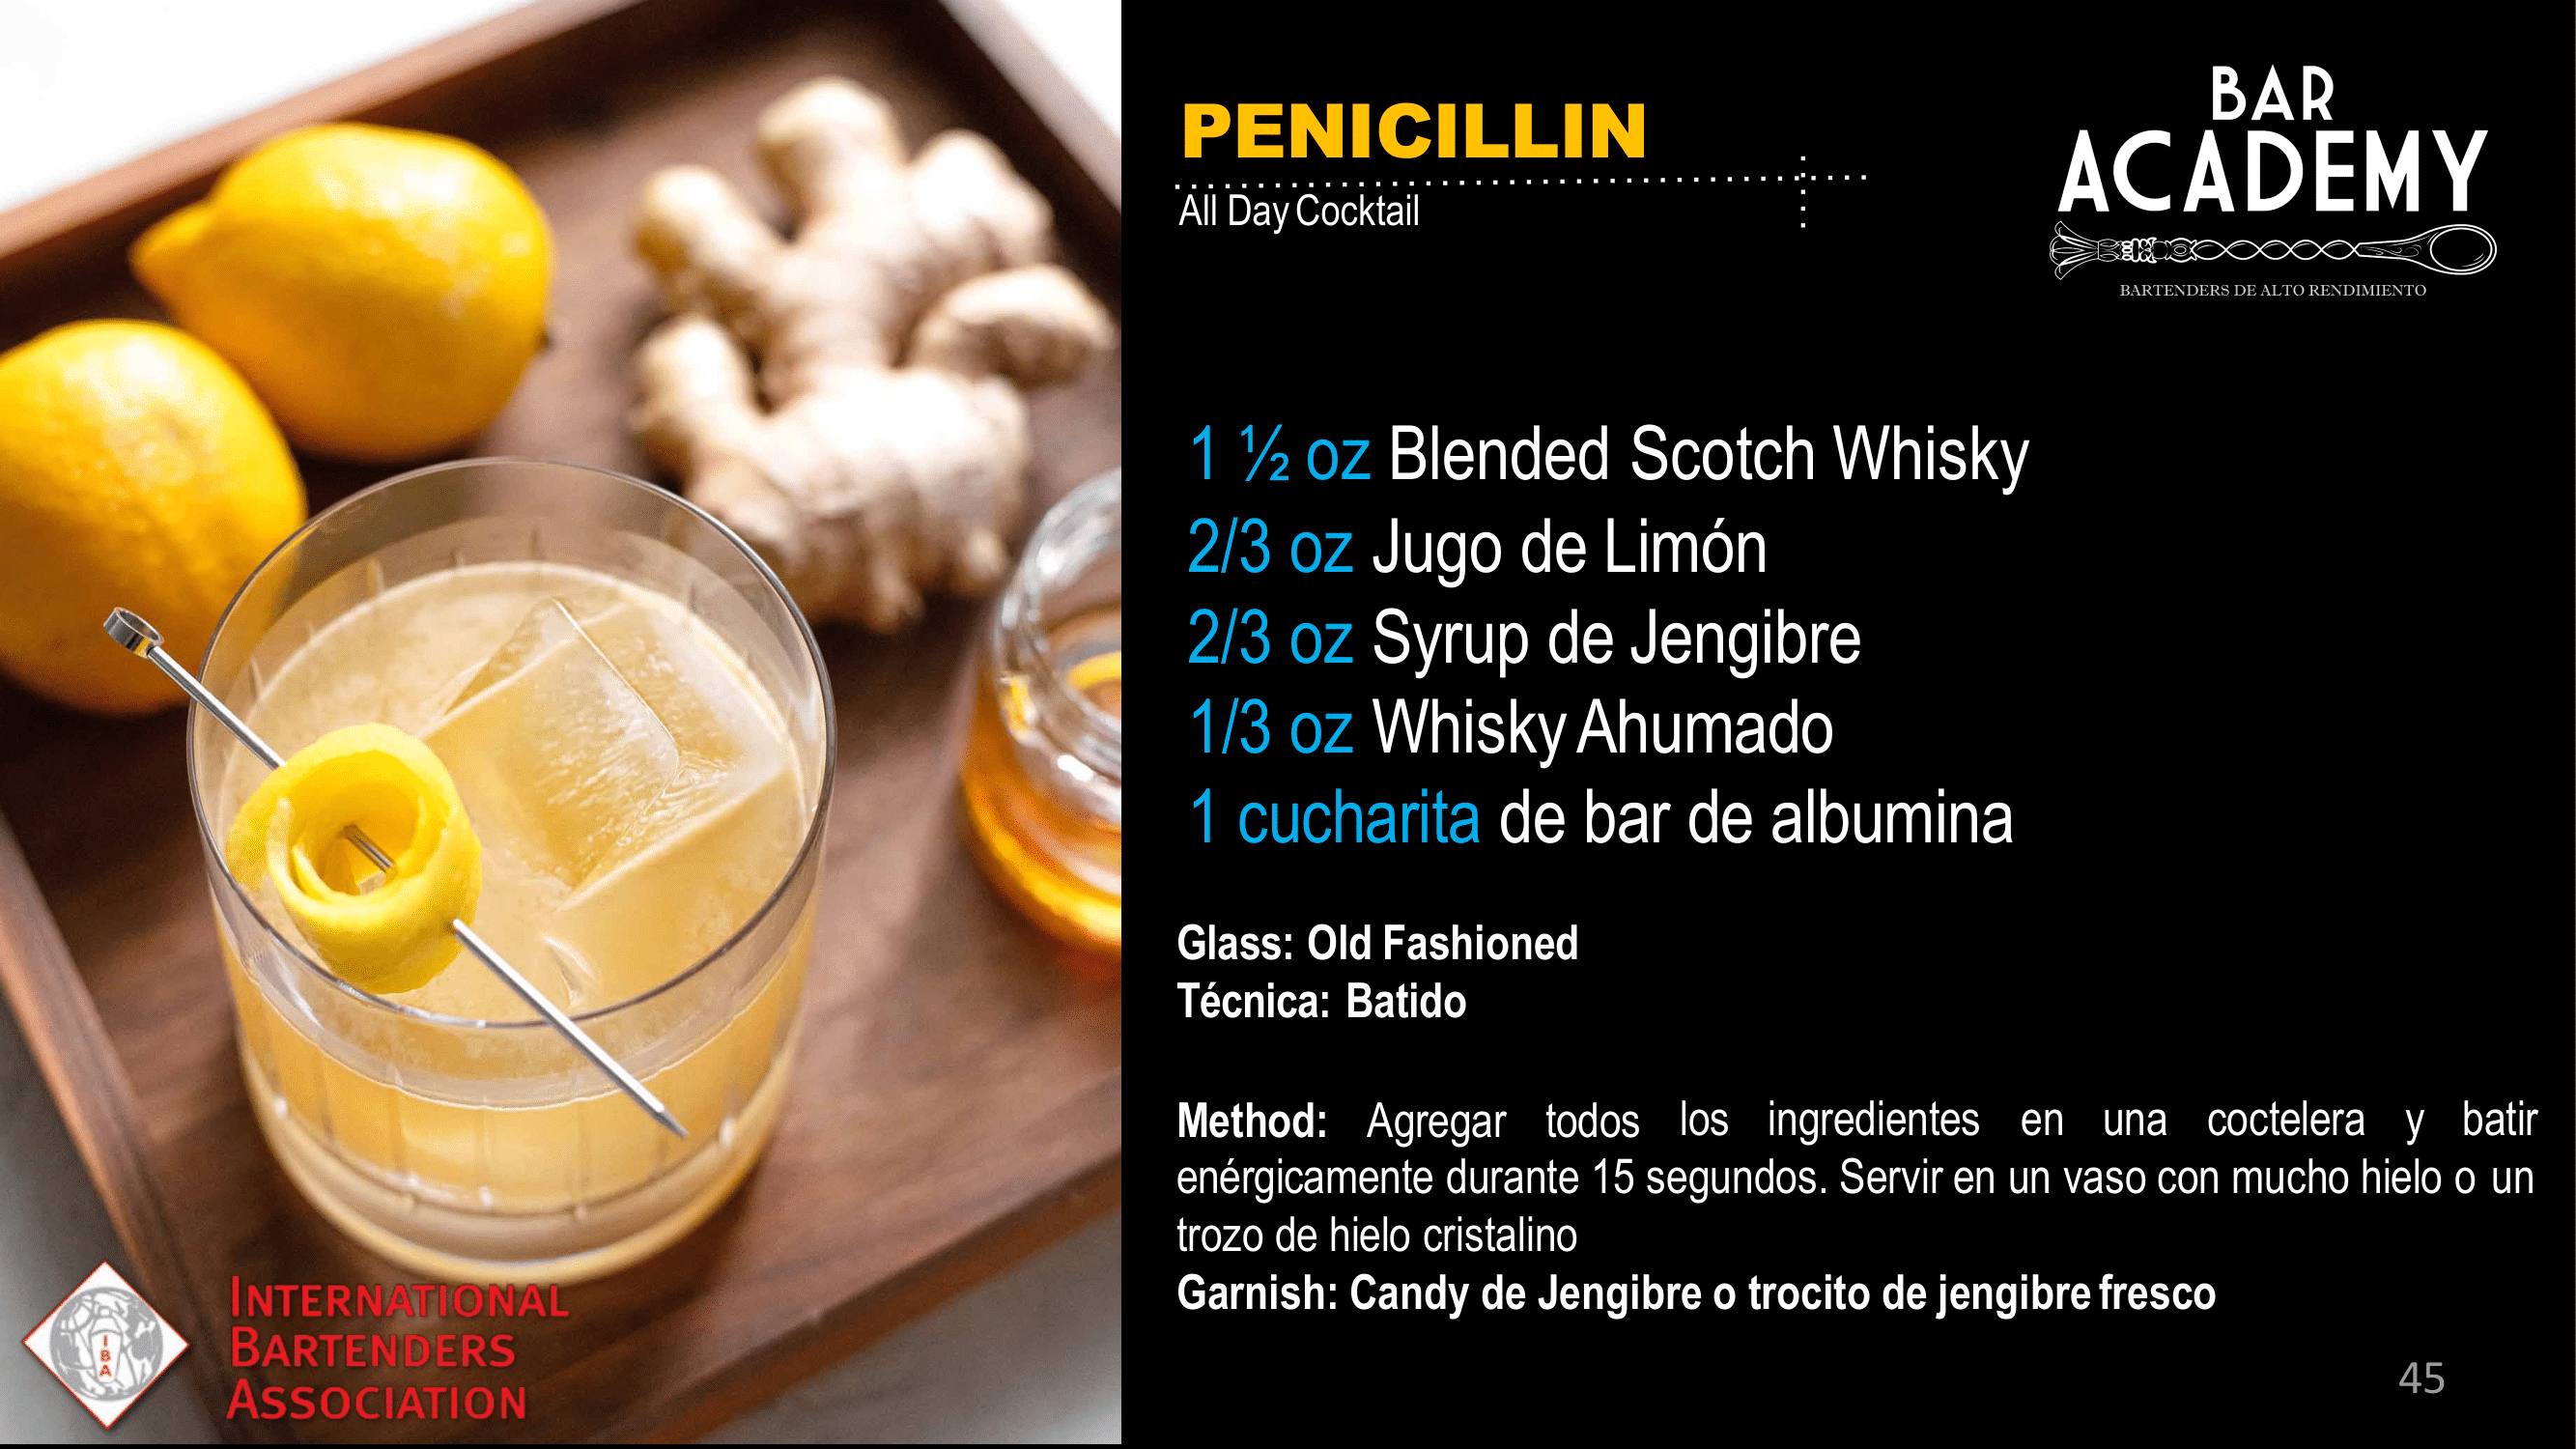 PENICILLIN
All Day Cocktail
BAR
ACADEMY
BARTENDERS DE ALTO RENDIMIENTO
1 ½ oz Blended Scotch Whisky
2/3 oz Jugo de Limón
2/3 oz Syrup de Jengibre
1/3 oz Whisky Ahumado
1 cucharita de bar de albumina
Glass: Old Fashioned
Técnica: Batido
Method: Agregar todos los ingredientes en una coctelera y batir
enérgicamente durante 15 segundos. Servir en un vaso con mucho hielo o un
trozo de hielo cristalino
Garnish: Candy de Jengibre o trocito de jengibre fresco
IBA
INTERNATIONAL
BARTENDERS
ASSOCIATION
45